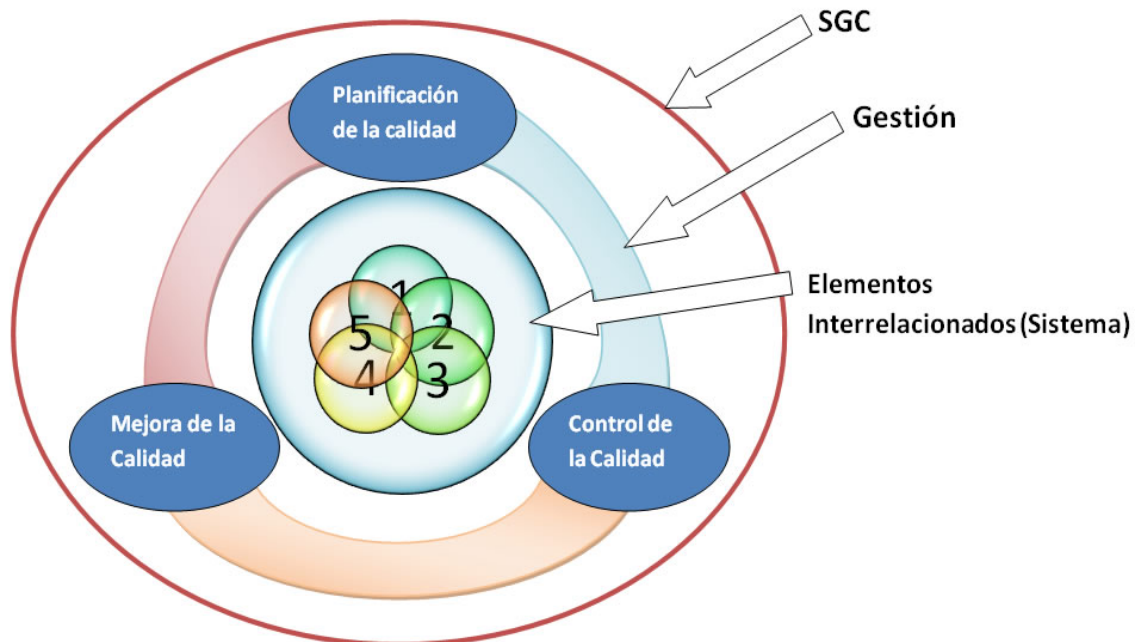 SGC
Planificación
de la calidad
Gestión
Elementos
Interrelacionados (Sistema)
1
2
3
4
5
Mejora de la
Calidad
Control de
la Calidad